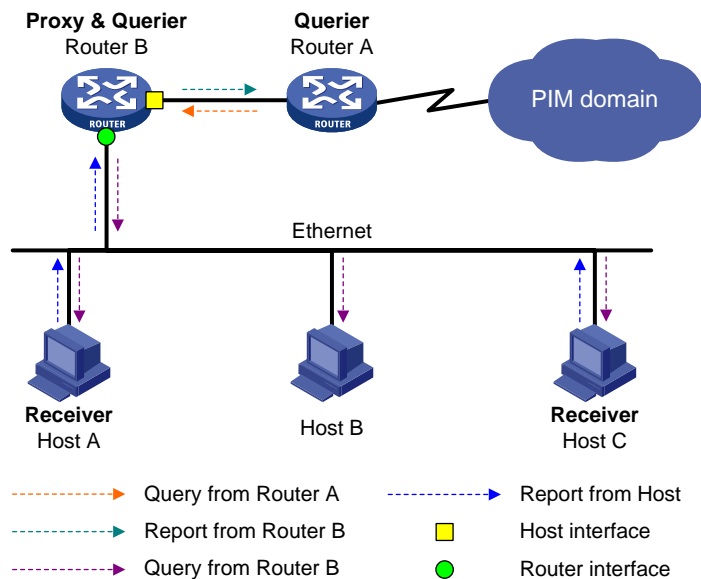 Proxy & Querier
Router B
Querier
Router A
ROUTER
ROUTER
PIM domain
Ethernet
Receiver
Host A
Host B
Receiver
Host C
Query from Router A
Report from Host
Report from Router B
Host interface
Query from Router B
Router interface